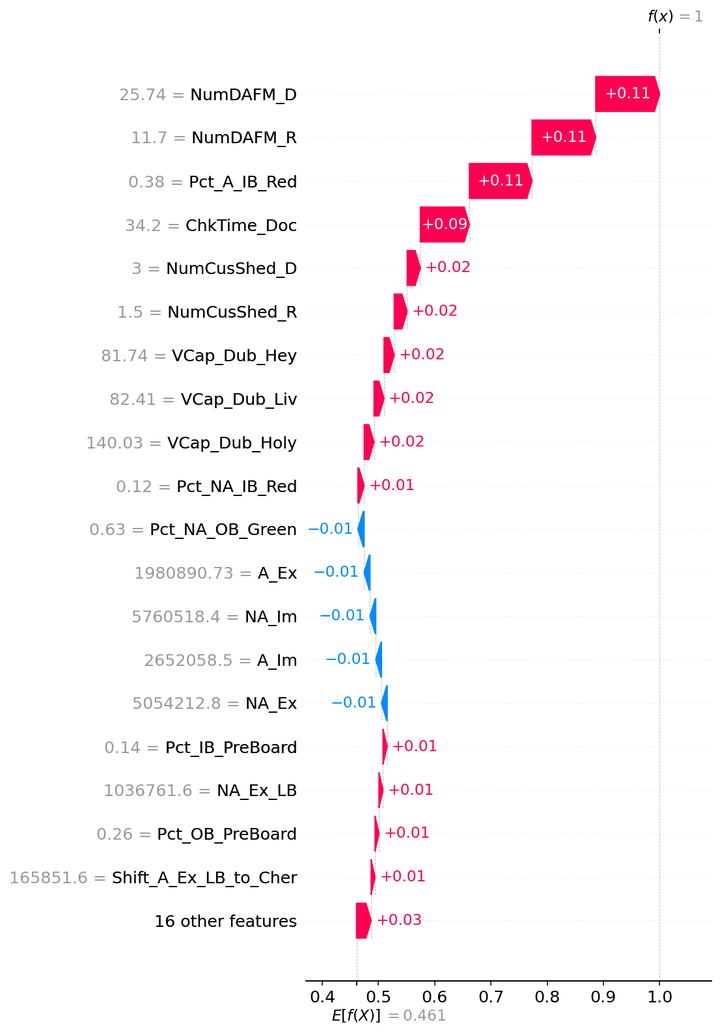 f(x) = 1
25.74 = NumDAFM_D
+0.11
11.7 = NumDAFM_R
+0.11
0.38 = Pct_A_IB_Red
+0.11
34.2 = ChkTime_Doc
+0.09
3 = NumCusShed_D
+0.02
1.5 = NumCusShed_R
+0.02
81.74 = VCap_Dub_Hey
+0.02
82.41 = VCap_Dub_Liv
+0.02
140.03 = VCap_Dub_Holy
+0.02
0.12 = Pct_NA_IB_Red
+0.01
0.63 = Pct_NA_OB_Green
−0.01
1980890.73 = A_Ex
−0.01
5760518.4 = NA_Im
−0.01
2652058.5 = A_Im
−0.01
5054212.8 = NA_Ex
−0.01
0.14 = Pct_IB_PreBoard
+0.01
1036761.6 = NA_Ex_LB
+0.01
0.26 = Pct_OB_PreBoard
+0.01
165851.6 = Shift_A_Ex_LB_to_Cher
+0.01
16 other features
+0.03
0.4 0.5 0.6 0.7 0.8 0.9 1.0
E[f(X)] = 0.461